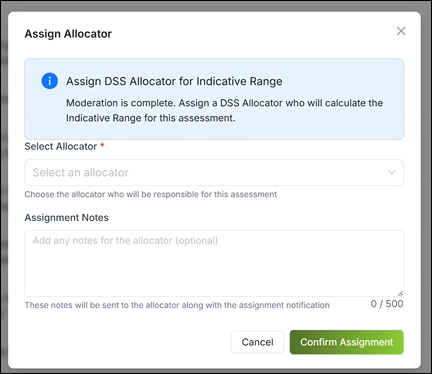 Assign Allocator
Assign DSS Allocator for Indicative Range
Moderation is complete. Assign a DSS Allocator who will calculate the
Indicative Range for this assessment.
Select Allocator *
Select an allocator
Choose the allocator who will be responsible for this assessment
Assignment Notes
Add any notes for the allocator (optional)
These notes will be sent to the allocator along with the assignment notification
0 / 500
Cancel
Confirm Assignment